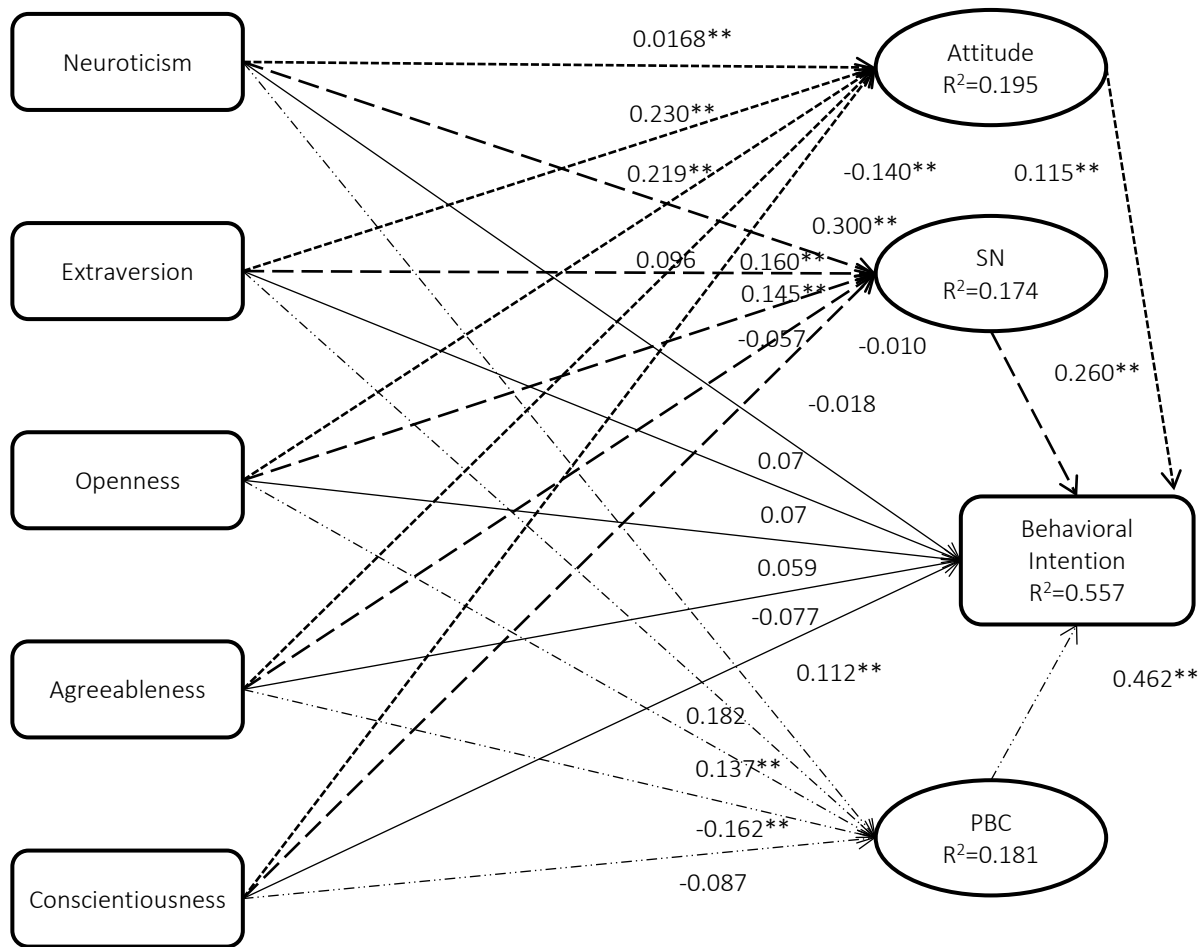 Neuroticism
Extraversion
Openness
Agreeableness
Conscientiousness
0.0168**
0.230**
0.219**
-0.140**
0.115**
0.300**
0.096
0.160**
0.145**
-0.057
-0.010
0.260**
-0.018
0.07
0.07
0.059
-0.077
0.112**
0.462**
0.182
0.137**
-0.162**
-0.087
Attitude
R²=0.195
SN
R²=0.174
Behavioral
Intention
R²=0.557
PBC
R²=0.181